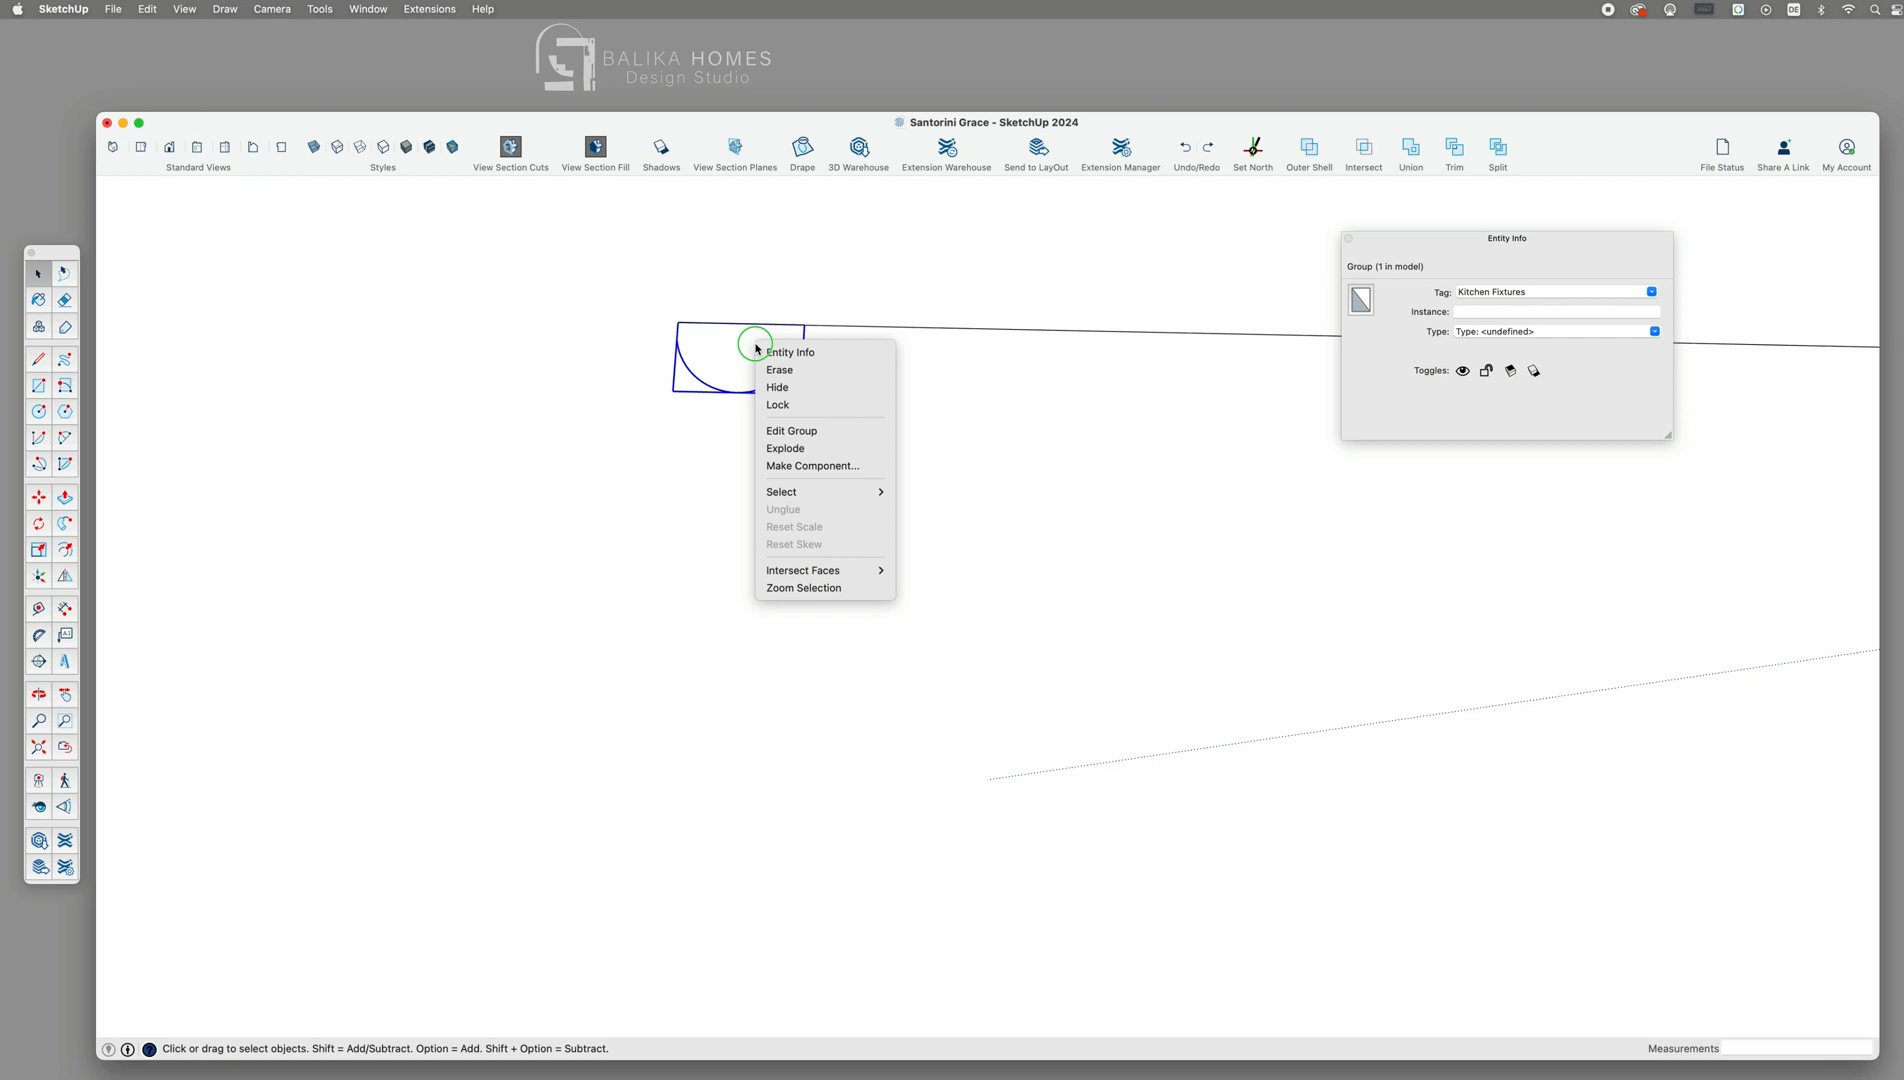 SketchUp File Edit View Draw Camera Tools Window Extensions Help
DE
BALIKA HOMES
Design Studio
Santorini Grace - SketchUp 2024
Standard Views
Styles
View Section Cuts
View Section Fill
Shadows
View Section Planes
Drape
3D Warehouse
Extension Warehouse
Send to LayOut
Extension Manager
Undo/Redo
Set North
Outer Shell
Intersect
Union
Trim
Split
File Status
Share A Link
My Account
Entity Info
Group (1 in model)
Tag: Kitchen Fixtures
Instance:
Type: Type: <undefined>
Toggles:
Entity Info
Erase
Hide
Lock
Edit Group
Explode
Make Component...
Select
Unglue
Reset Scale
Reset Skew
Intersect Faces
Zoom Selection
Click or drag to select objects. Shift = Add/Subtract. Option = Add. Shift + Option = Subtract.
Measurements